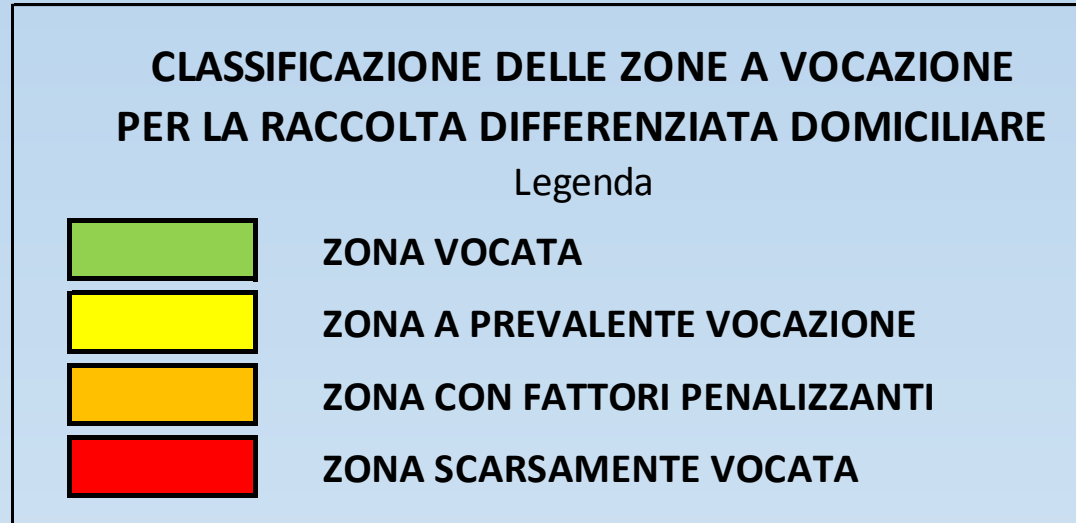 CLASSIFICAZIONE DELLE ZONE A VOCAZIONE
PER LA RACCOLTA DIFFERENZIATA DOMICILIARE
Legenda
ZONA VOCATA
ZONA A PREVALENTE VOCAZIONE
ZONA CON FATTORI PENALIZZANTI
ZONA SCARSAMENTE VOCATA